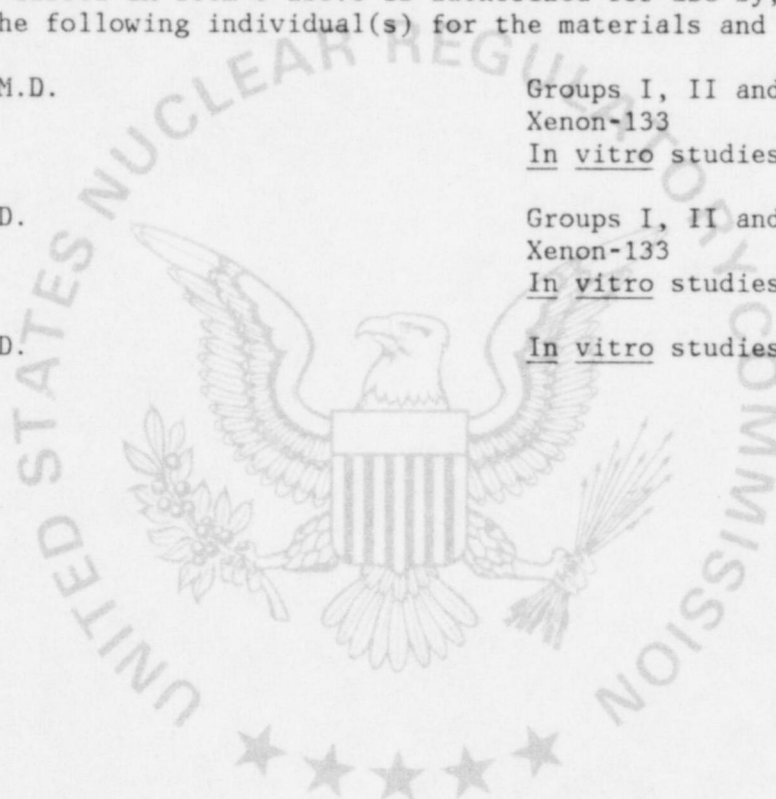 he following individual(s) for the materials and
M.D. Groups I, II and
Xenon-133
In vitro studies
D. Groups I, II and
Xenon-133
In vitro studies
D. In vitro studies
UNITED STATES NUCLEAR REGULATORY COMMISSION